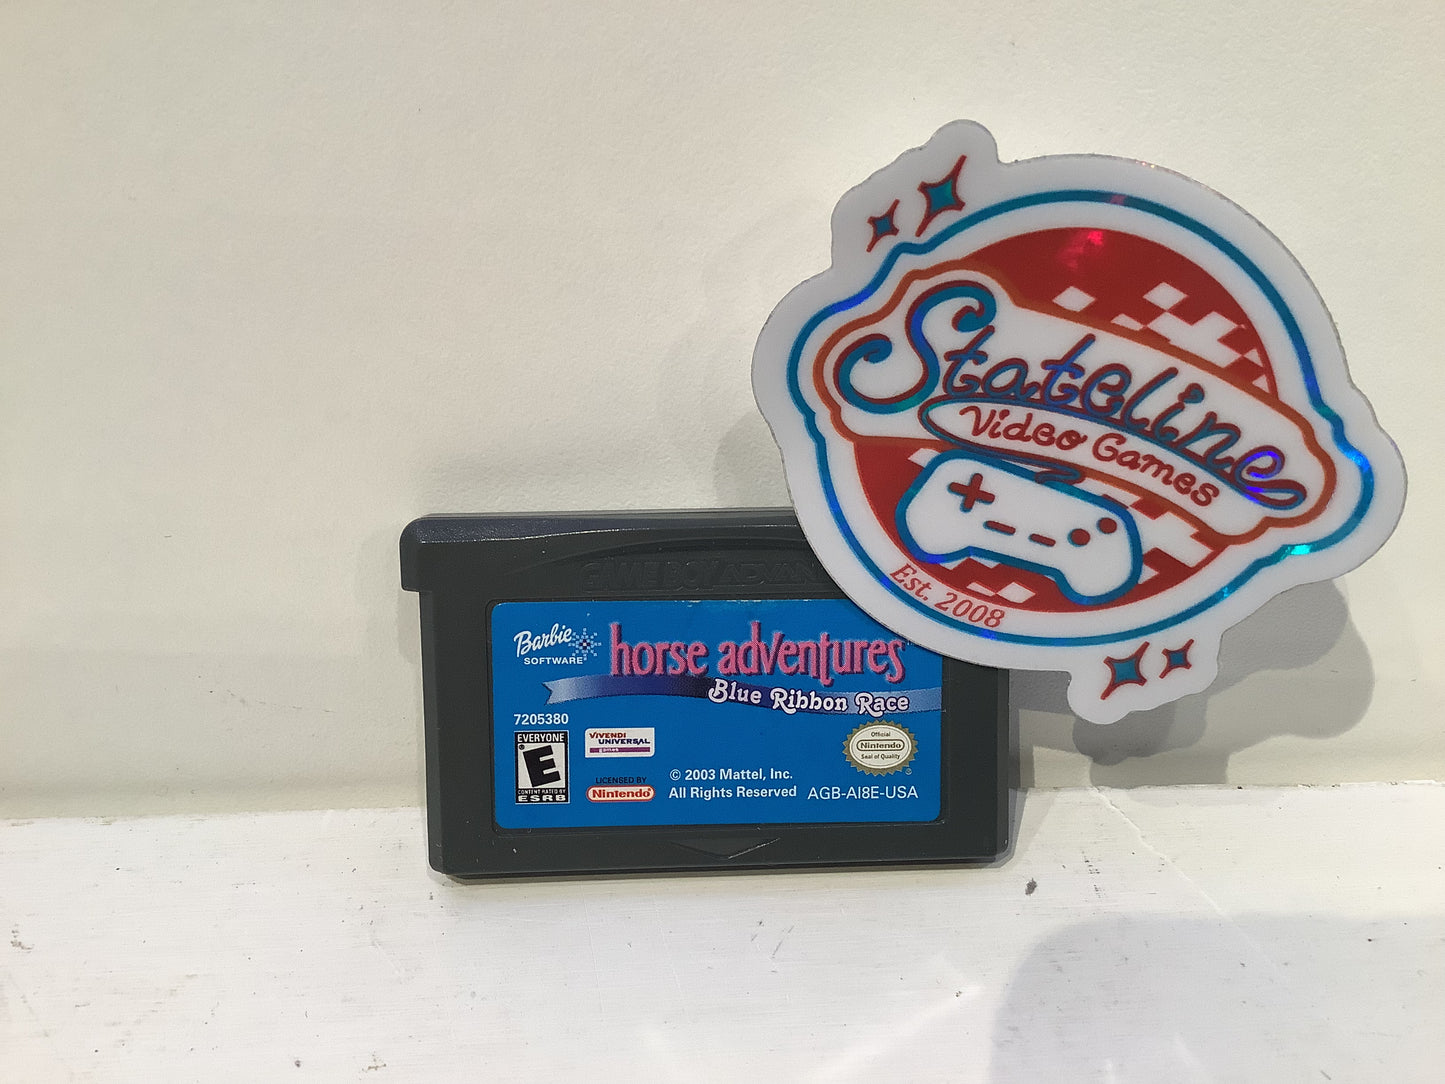 Stateline
Video Games
Est. 2008
GAME BOY ADVAN
Barbie
SOFTWARE
horse adventures
Blue Ribbon Race
7205380
EVERYONE
E
CONTENT RATED BY
ESRB
VIVENDI
UNIVERSAL
games
LICENSED BY
Nintendo
© 2003 Mattel, Inc.
All Rights Reserved
AGB-AI8E-USA
Official
Nintendo
Seal of Quality